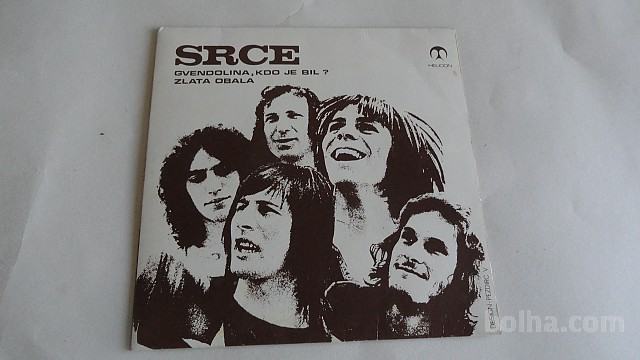 SRCE
GVENDOLINA, KDO JE BIL?
ZLATA OBALA
HELIDON
bolha.com